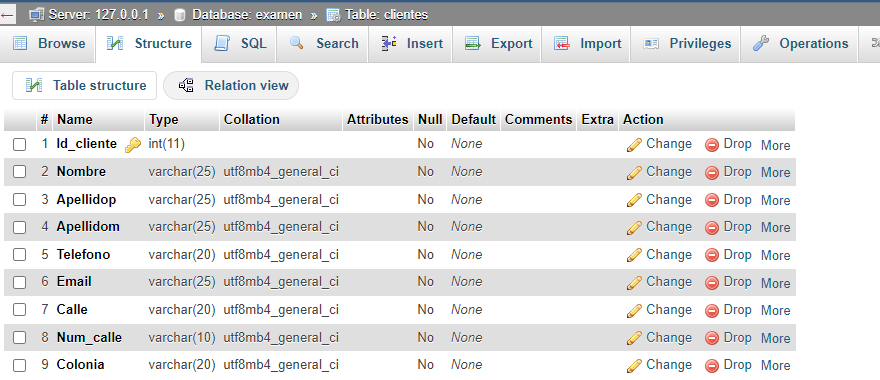 Server: 127.0.0.1 » Database: examen » Table: clientes
Browse Structure SQL Search Insert Export Import Privileges Operations
Table structure Relation view
# Name Type Collation Attributes Null Default Comments Extra Action
1 Id_cliente int(11) No None Change Drop More
2 Nombre varchar(25) utf8mb4_general_ci No None Change Drop More
3 Apellidop varchar(25) utf8mb4_general_ci No None Change Drop More
4 Apellidom varchar(25) utf8mb4_general_ci No None Change Drop More
5 Telefono varchar(20) utf8mb4_general_ci No None Change Drop More
6 Email varchar(25) utf8mb4_general_ci No None Change Drop More
7 Calle varchar(20) utf8mb4_general_ci No None Change Drop More
8 Num_calle varchar(10) utf8mb4_general_ci No None Change Drop More
9 Colonia varchar(20) utf8mb4_general_ci No None Change Drop More